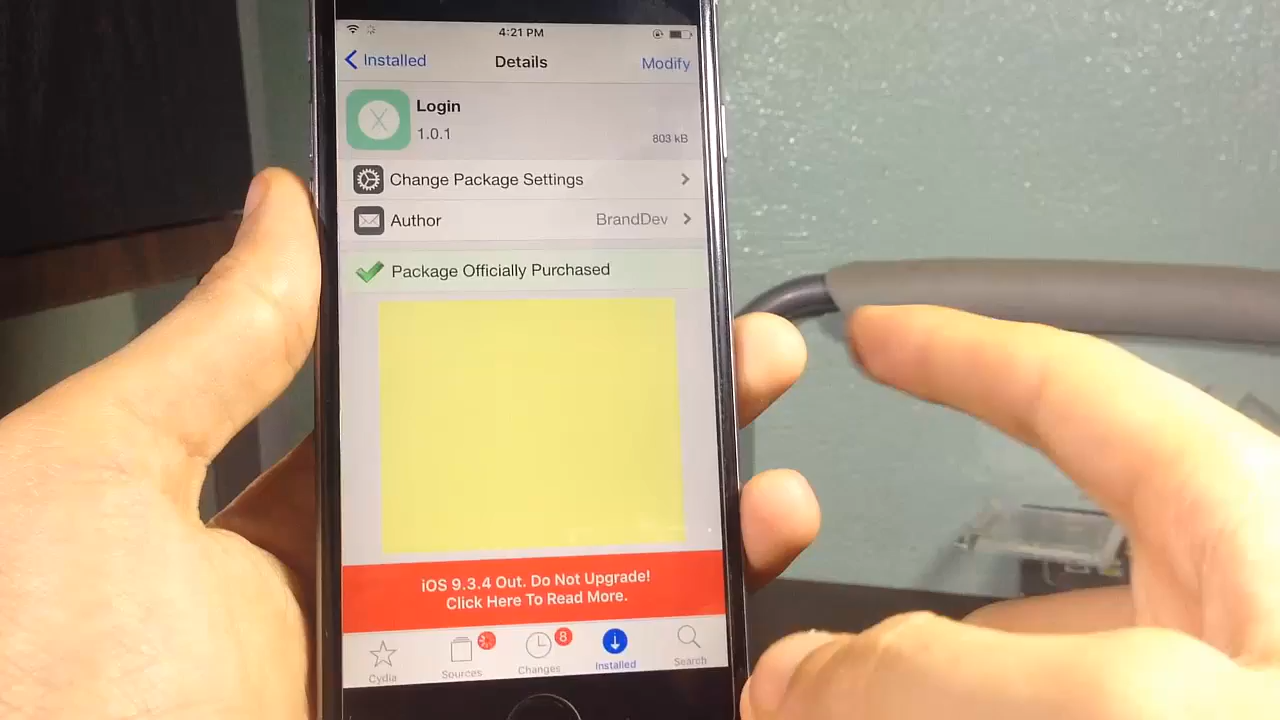 4:21 PM
Installed
Details
Modify
Login
1.0.1
803 kB
Change Package Settings
Author
BrandDev
Package Officially Purchased
iOS 9.3.4 Out. Do Not Upgrade!
Click Here To Read More.
8
Cydia
Sources
Changes
Installed
Search